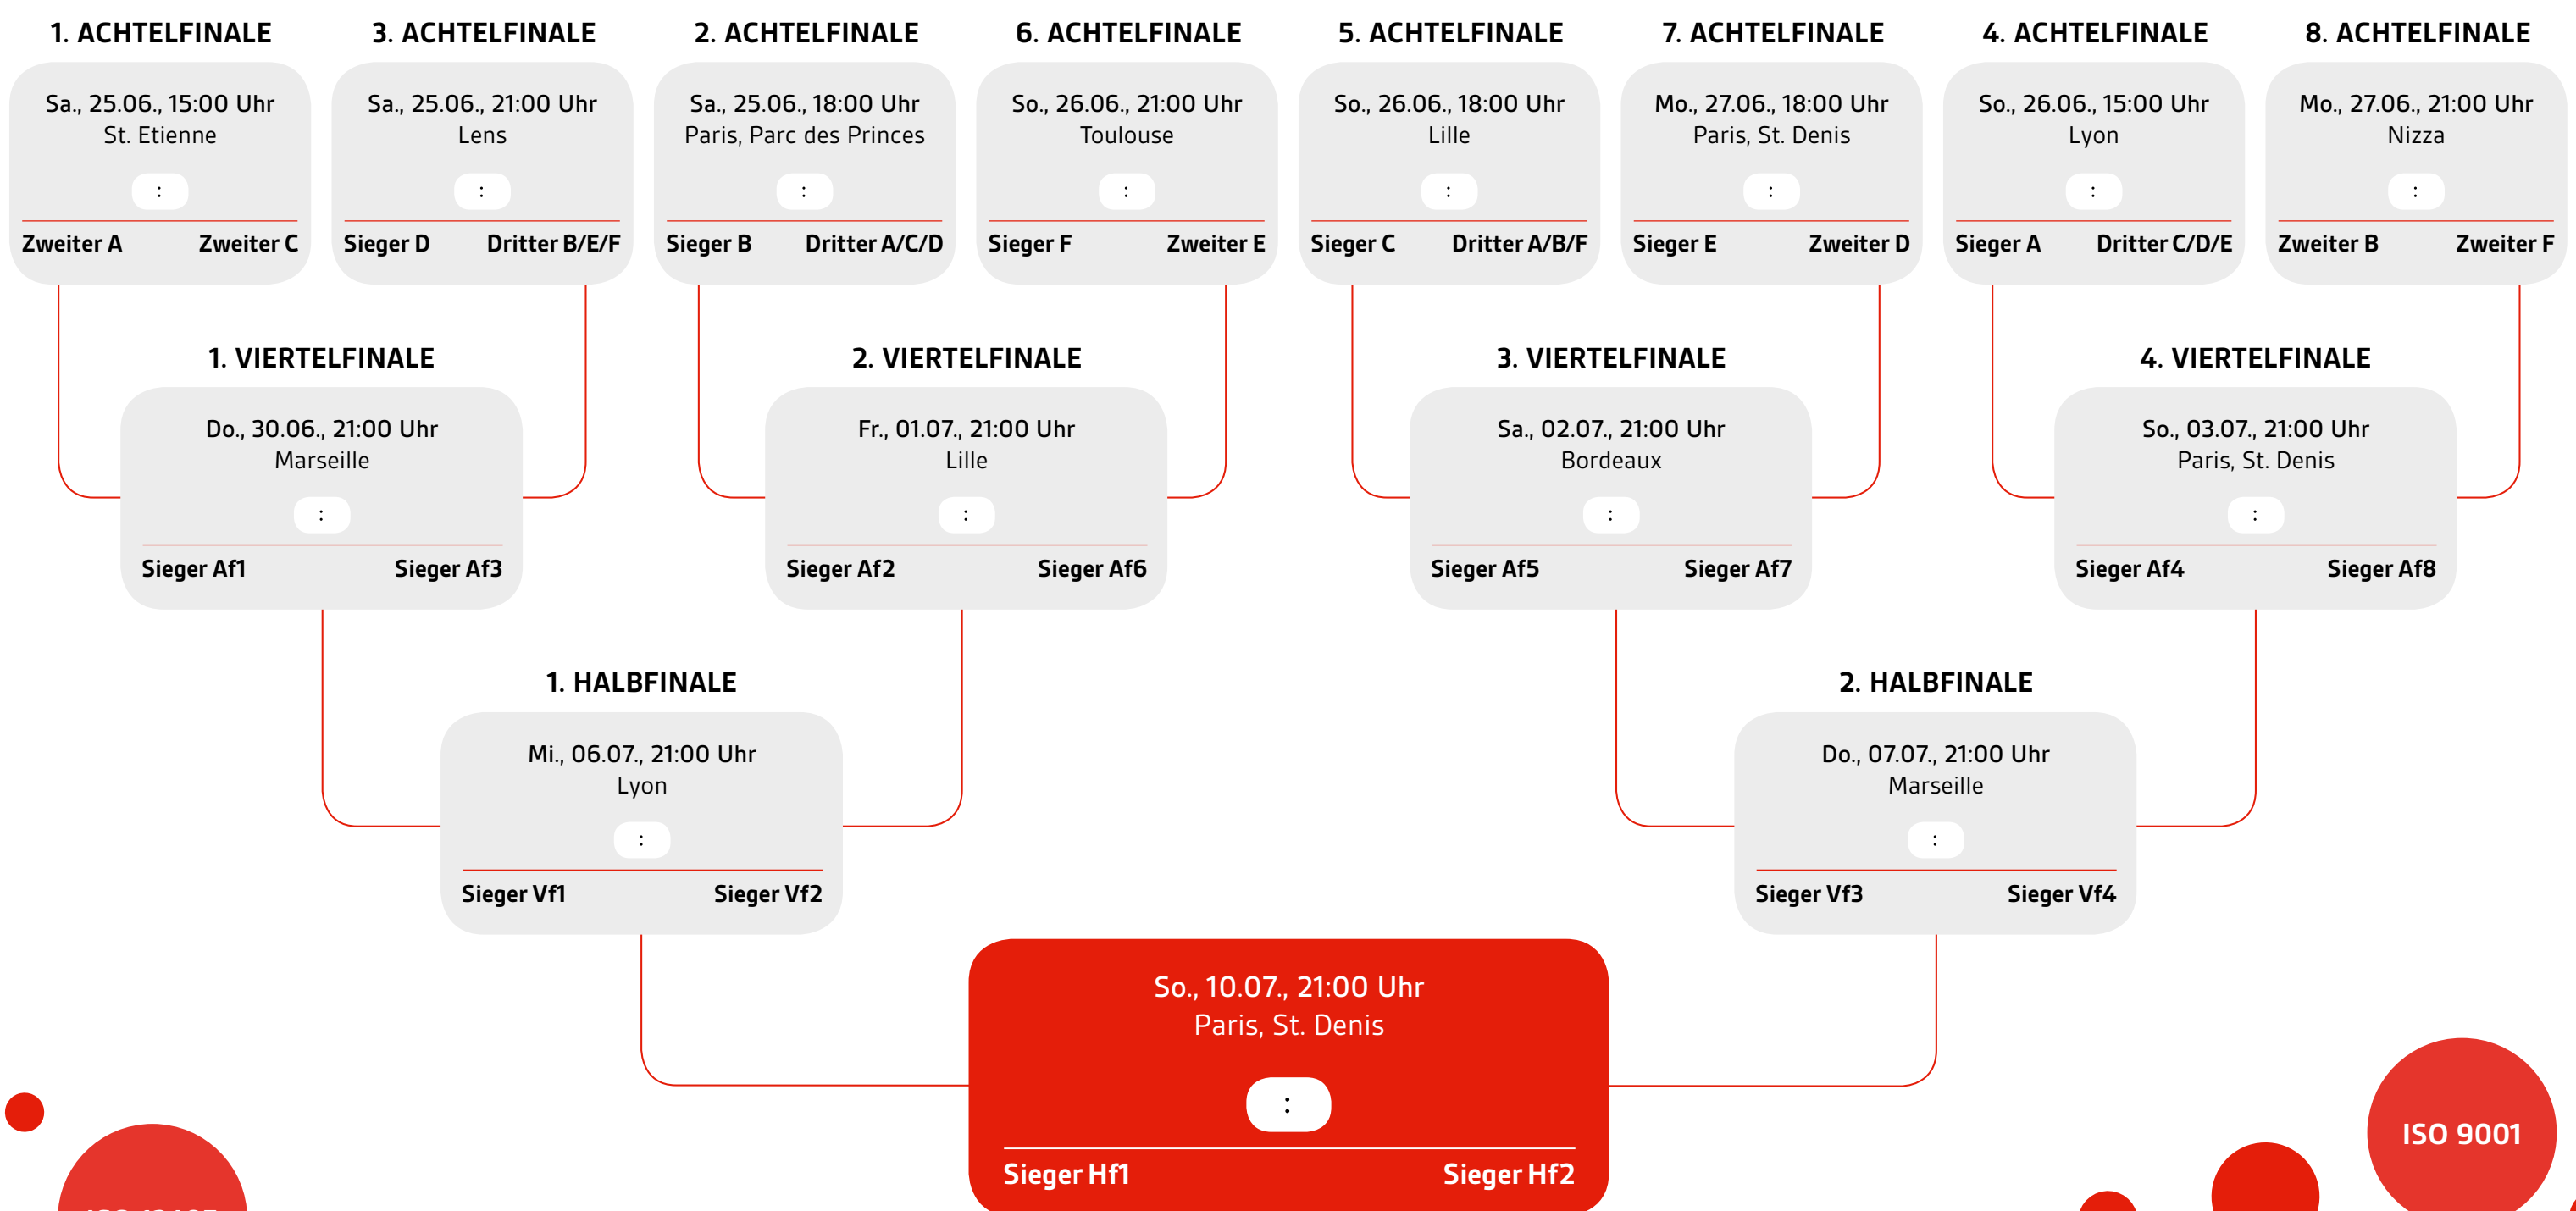 1. ACHTELFINALE
Sa., 25.06., 15:00 Uhr
St. Etienne
:
Zweiter A Zweiter C
3. ACHTELFINALE
Sa., 25.06., 21:00 Uhr
Lens
:
Sieger D Dritter B/E/F
2. ACHTELFINALE
Sa., 25.06., 18:00 Uhr
Paris, Parc des Princes
:
Sieger B Dritter A/C/D
6. ACHTELFINALE
So., 26.06., 21:00 Uhr
Toulouse
:
Sieger F Zweiter E
5. ACHTELFINALE
So., 26.06., 18:00 Uhr
Lille
:
Sieger C Dritter A/B/F
7. ACHTELFINALE
Mo., 27.06., 18:00 Uhr
Paris, St. Denis
:
Sieger E Zweiter D
4. ACHTELFINALE
So., 26.06., 15:00 Uhr
Lyon
:
Sieger A Dritter C/D/E
8. ACHTELFINALE
Mo., 27.06., 21:00 Uhr
Nizza
:
Zweiter B Zweiter F
1. VIERTELFINALE
Do., 30.06., 21:00 Uhr
Marseille
:
Sieger Af1 Sieger Af3
2. VIERTELFINALE
Fr., 01.07., 21:00 Uhr
Lille
:
Sieger Af2 Sieger Af6
3. VIERTELFINALE
Sa., 02.07., 21:00 Uhr
Bordeaux
:
Sieger Af5 Sieger Af7
4. VIERTELFINALE
So., 03.07., 21:00 Uhr
Paris, St. Denis
:
Sieger Af4 Sieger Af8
1. HALBFINALE
Mi., 06.07., 21:00 Uhr
Lyon
:
Sieger Vf1 Sieger Vf2
2. HALBFINALE
Do., 07.07., 21:00 Uhr
Marseille
:
Sieger Vf3 Sieger Vf4
So., 10.07., 21:00 Uhr
Paris, St. Denis
:
Sieger Hf1 Sieger Hf2
ISO 9001